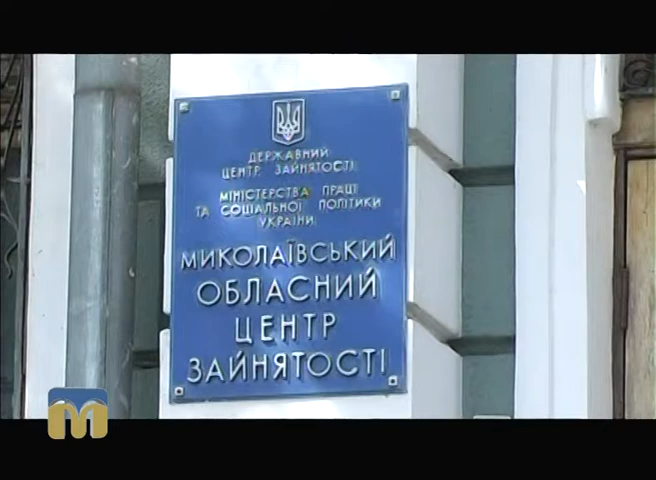 ДЕРЖАВНИЙ
ЦЕНТР ЗАЙНЯТОСТІ
МІНІСТЕРСТВА ПРАЦІ
ТА СОЦІАЛЬНОЇ ПОЛІТИКИ
УКРАЇНИ
МИКОЛАЇВСЬКИЙ
ОБЛАСНИЙ
ЦЕНТР
ЗАЙНЯТОСТІ